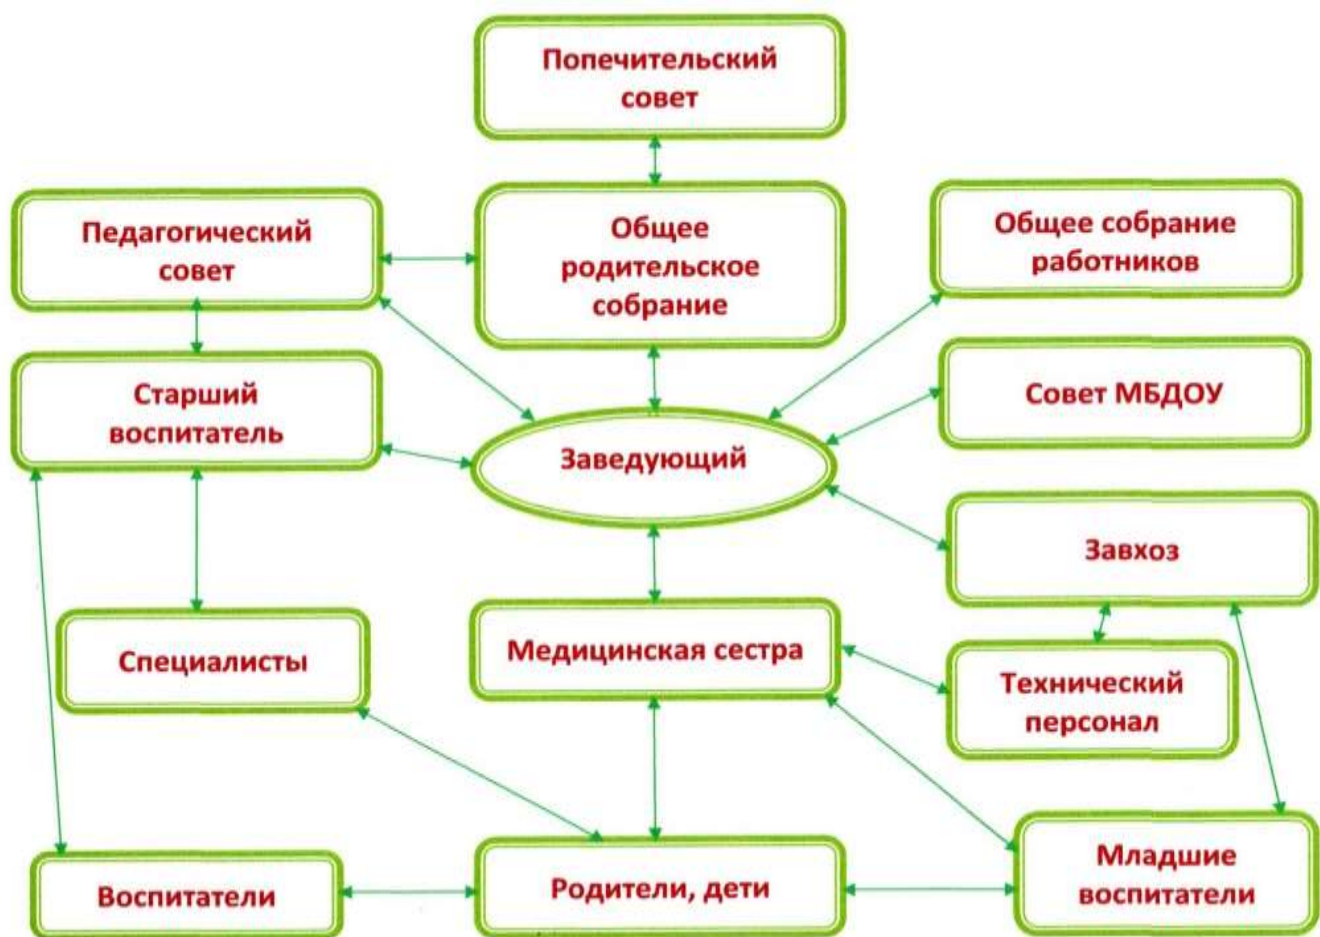 Попечительский
совет
Педагогический
совет
Общее
родительское
собрание
Общее собрание
работников
Старший
воспитатель
Совет МБДОУ
Заведующий
Завхоз
Специалисты
Медицинская сестра
Технический
персонал
Воспитатели
Родители, дети
Младшие
воспитатели